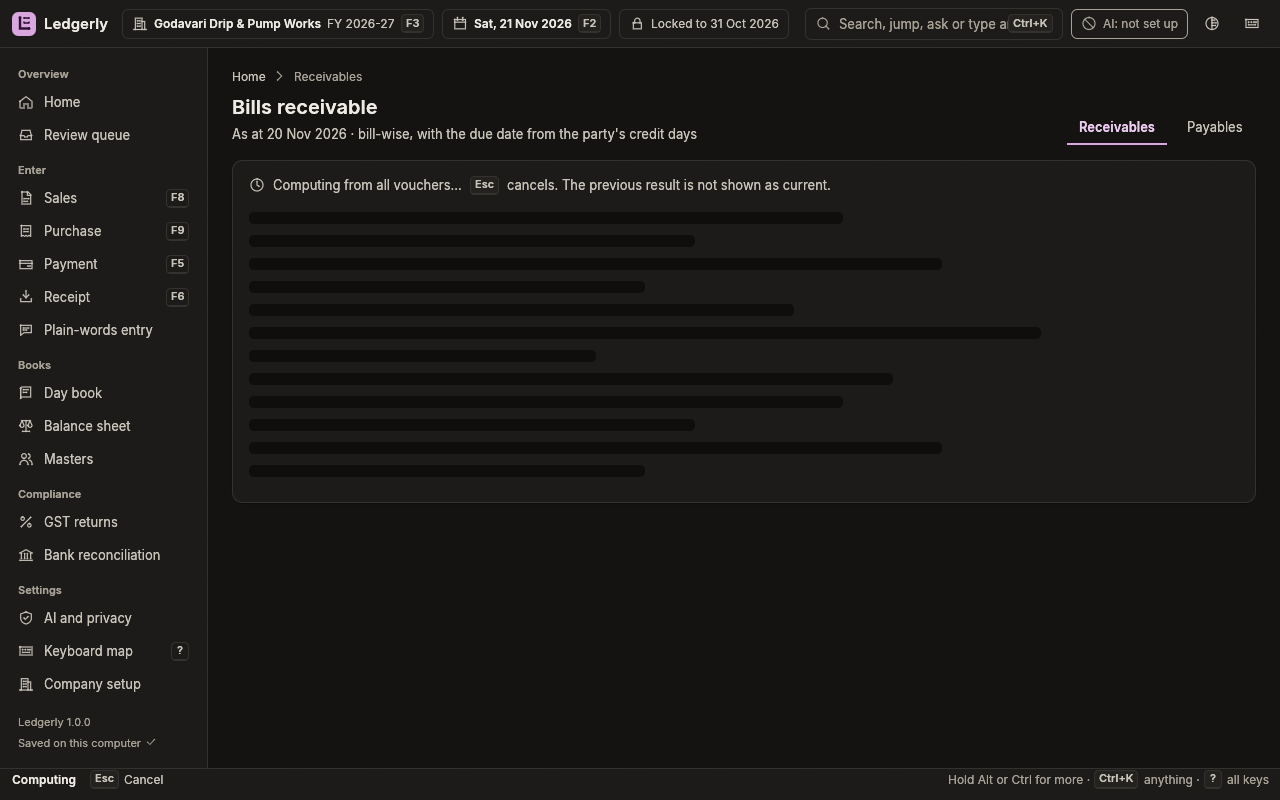 Ledgerly
Godavari Drip & Pump Works FY 2026-27 F3
Sat, 21 Nov 2026 F2
Locked to 31 Oct 2026
Search, jump, ask or type a Ctrl+K
AI: not set up
Overview
Home
Review queue
Enter
Sales F8
Purchase F9
Payment F5
Receipt F6
Plain-words entry
Books
Day book
Balance sheet
Masters
Compliance
GST returns
Bank reconciliation
Settings
AI and privacy
Keyboard map ?
Company setup
Ledgerly 1.0.0
Saved on this computer
Home Receivables
Bills receivable
As at 20 Nov 2026 · bill-wise, with the due date from the party's credit days
Receivables Payables
Computing from all vouchers... Esc cancels. The previous result is not shown as current.
Computing Esc Cancel
Hold Alt or Ctrl for more · Ctrl+K anything · ? all keys